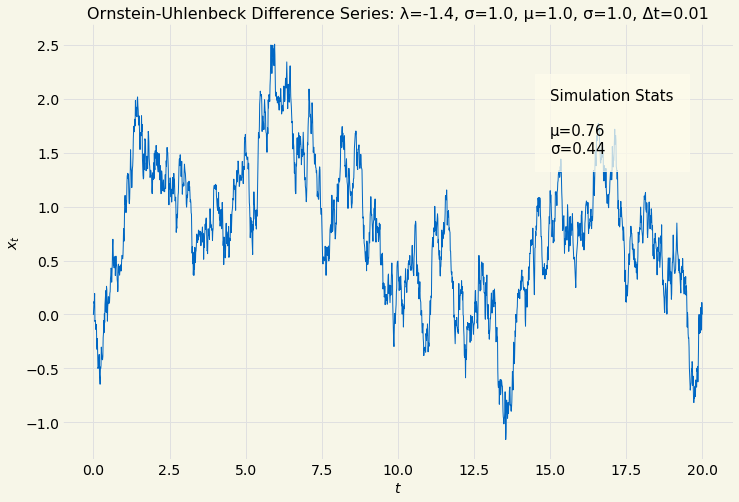 Ornstein-Uhlenbeck Difference Series: λ=-1.4, σ=1.0, μ=1.0, σ=1.0, Δt=0.01
2.5
2.0
1.5
1.0
0.5
0.0
−0.5
−1.0
x_t
Simulation Stats
μ=0.76
σ=0.44
0.0 2.5 5.0 7.5 10.0 12.5 15.0 17.5 20.0
t